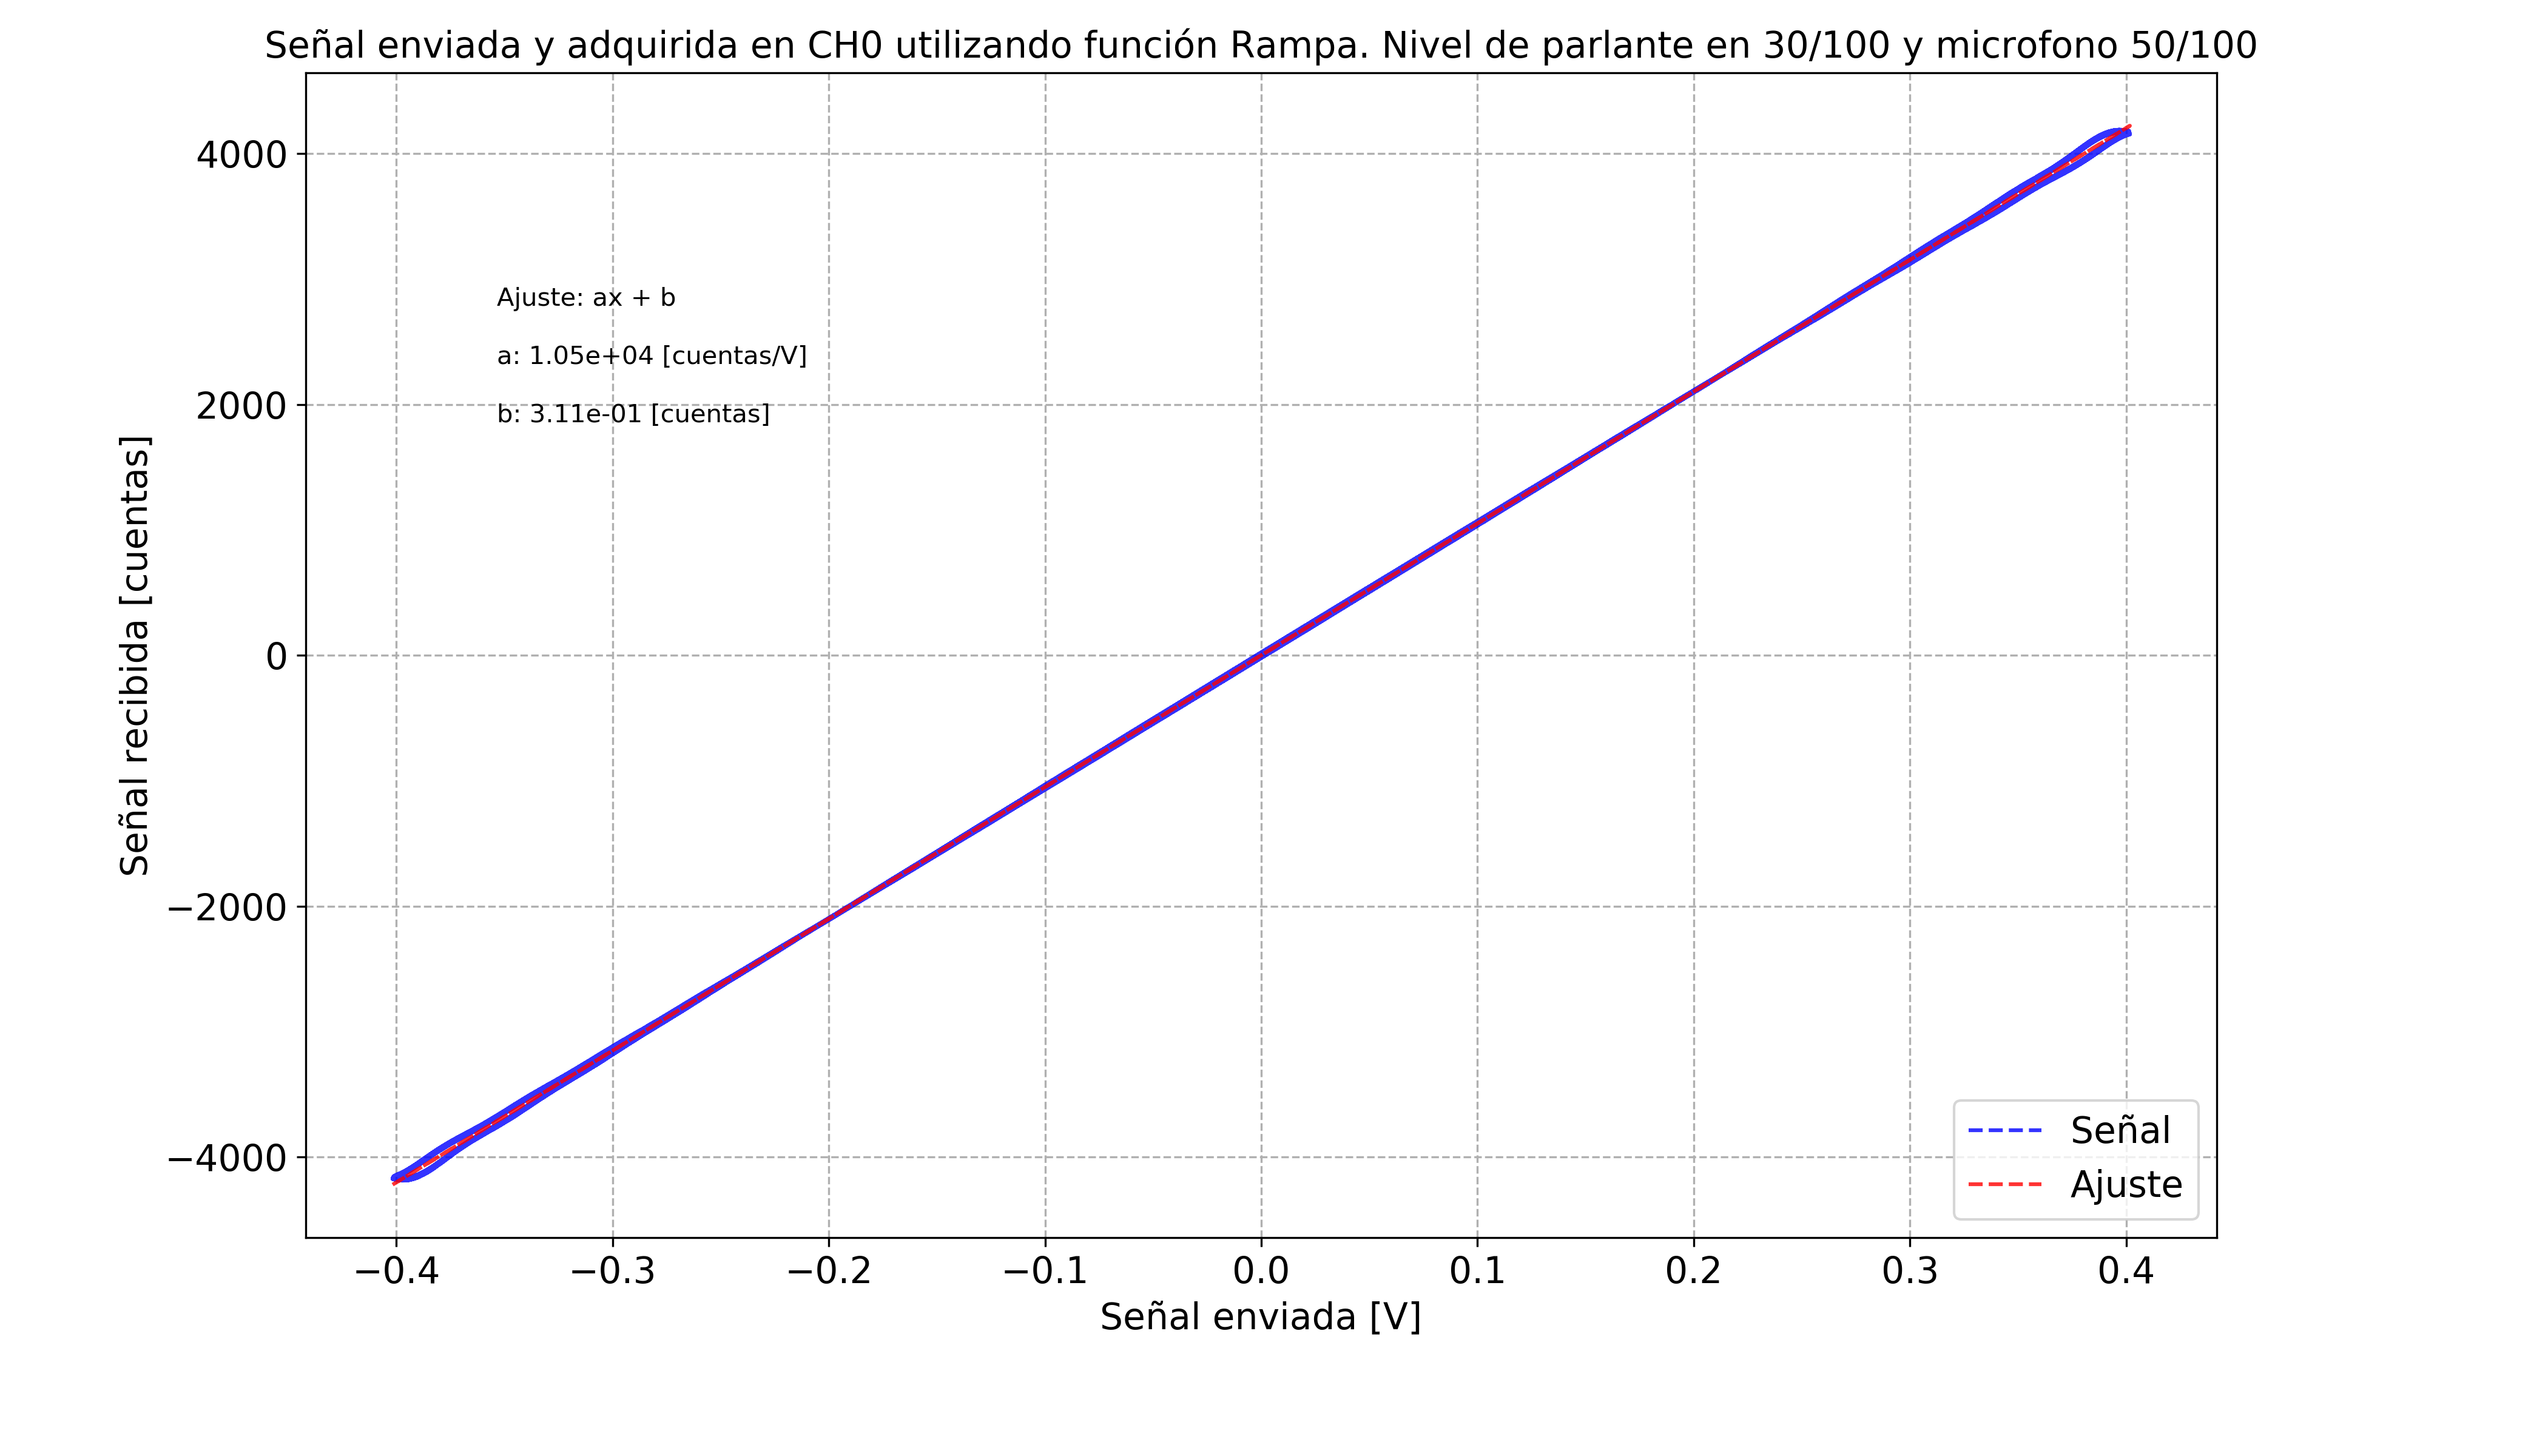 Señal enviada y adquirida en CH0 utilizando función Rampa. Nivel de parlante en 30/100 y microfono 50/100
Señal recibida [cuentas]
4000
2000
0
−2000
−4000
Ajuste: ax + b
a: 1.05e+04 [cuentas/V]
b: 3.11e-01 [cuentas]
Señal
Ajuste
−0.4 −0.3 −0.2 −0.1 0.0 0.1 0.2 0.3 0.4
Señal enviada [V]